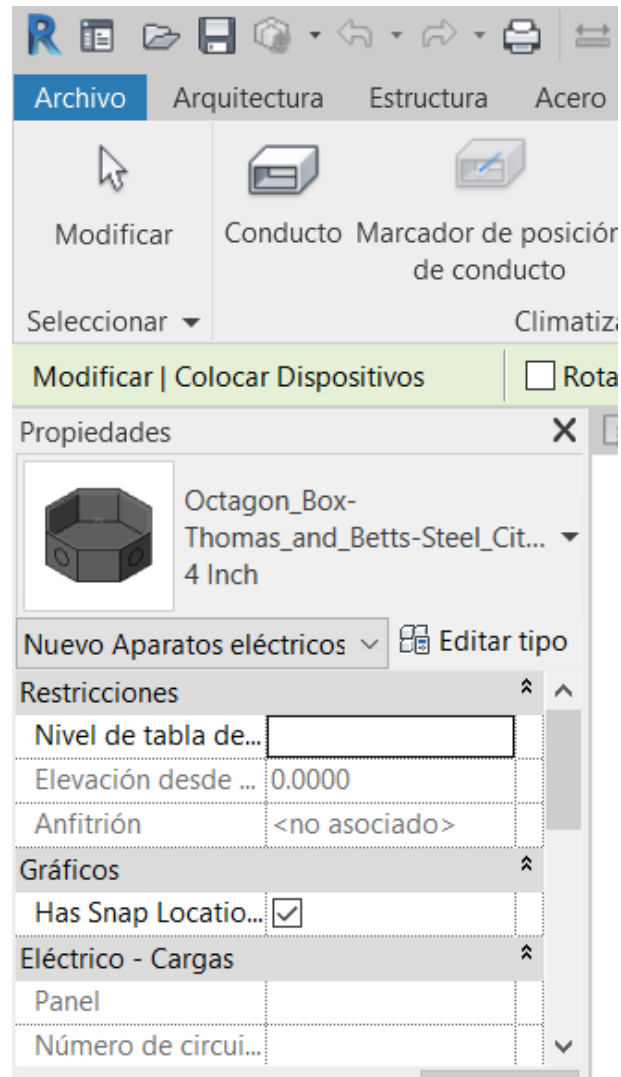 Archivo Arquitectura Estructura Acero
Modificar Conducto Marcador de posición
de conducto
Seleccionar
Modificar | Colocar Dispositivos
Propiedades
Octagon_Box-
Thomas_and_Betts-Steel_Cit...
4 Inch
Nuevo Aparatos eléctricos Editar tipo
Restricciones
Nivel de tabla de...
Elevación desde ... 0.0000
Anfitrión <no asociado>
Gráficos
Has Snap Locatio...
Eléctrico - Cargas
Panel
Número de circui...